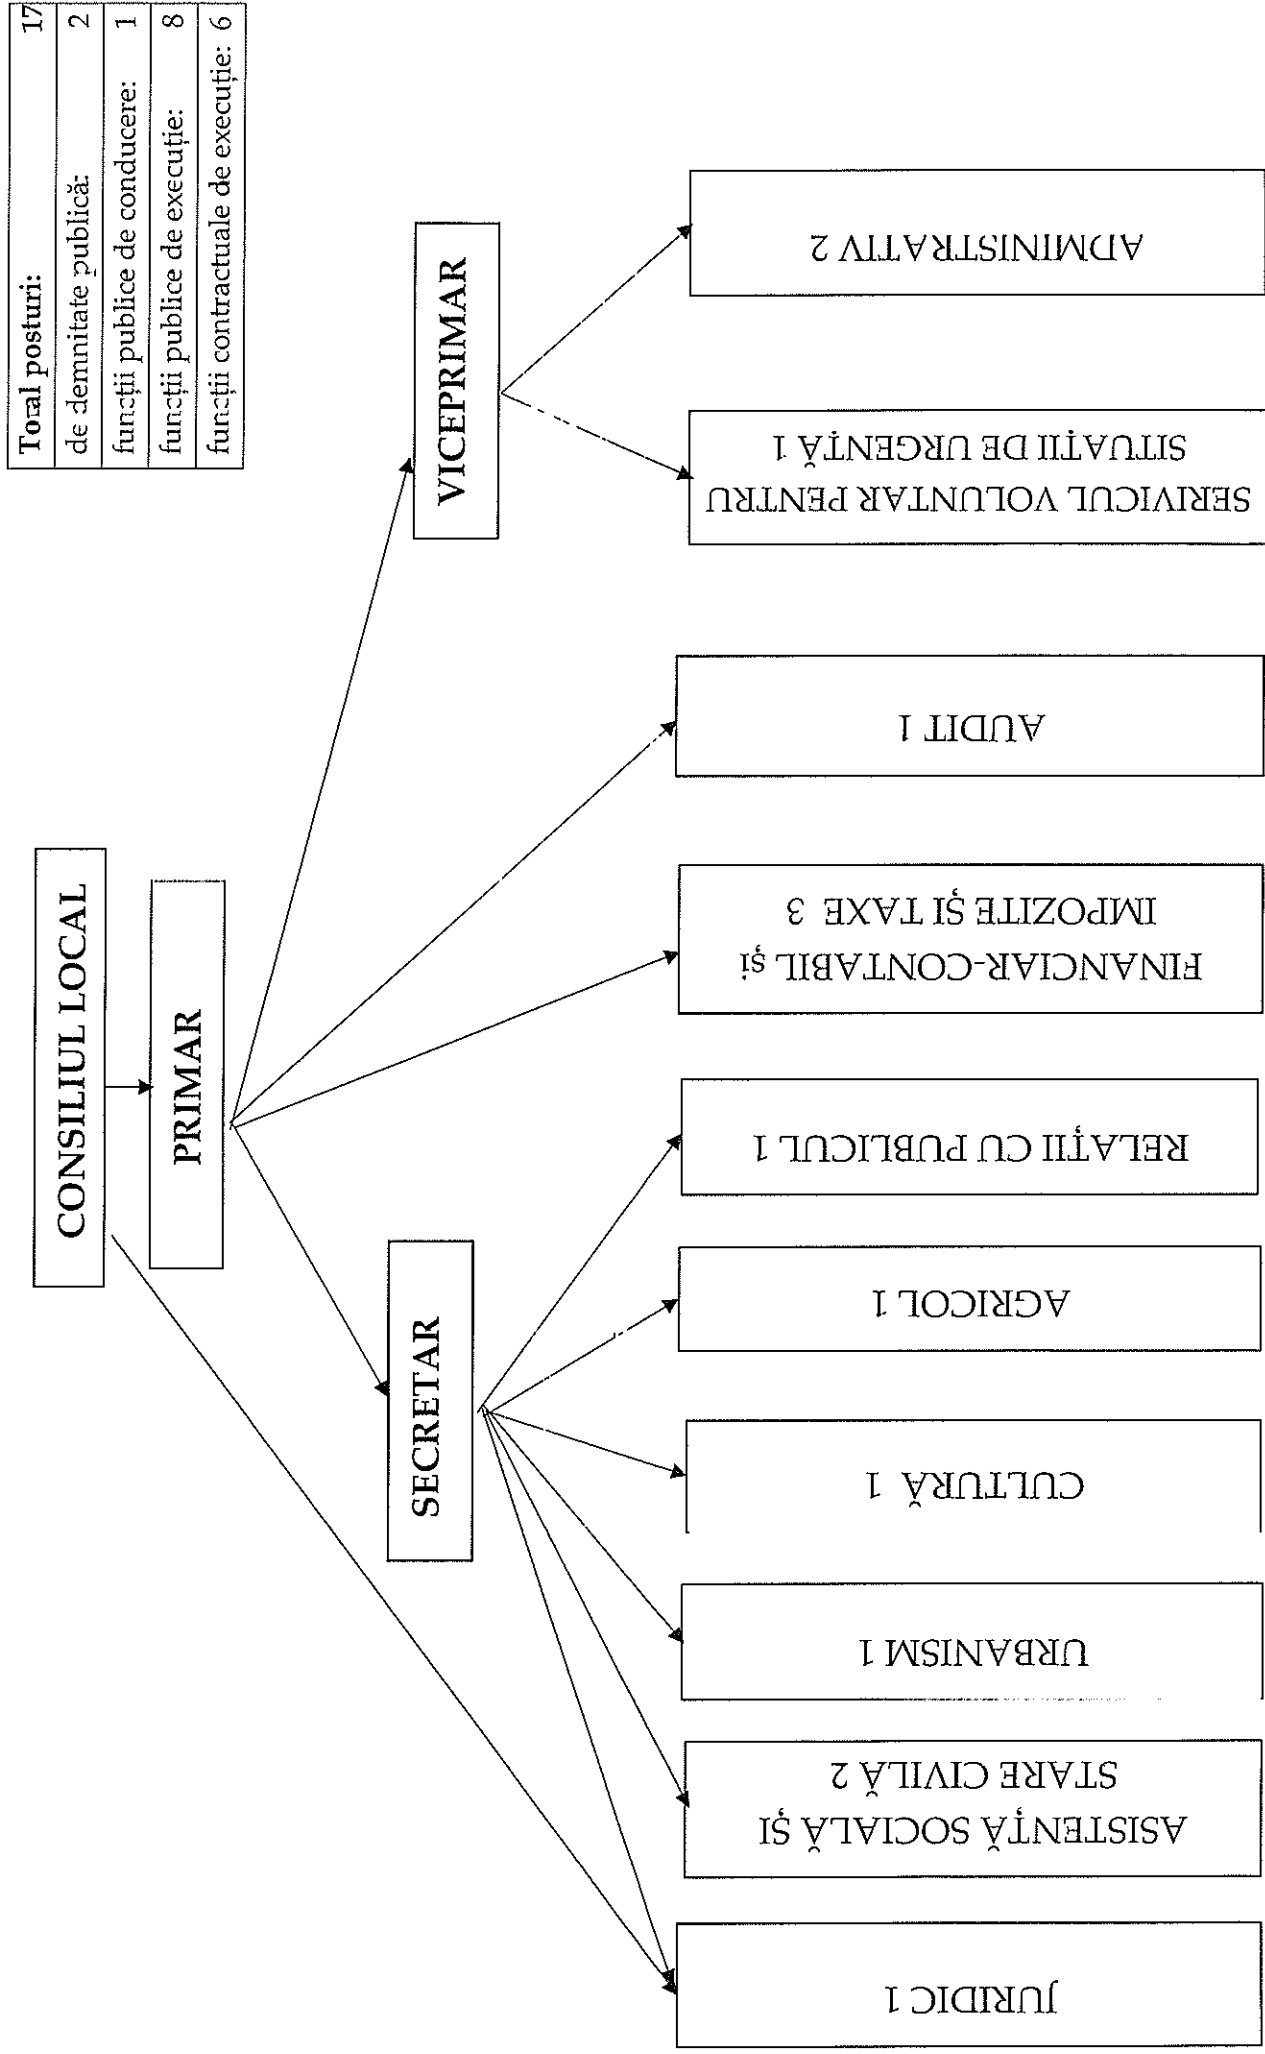 Total posturi: 17
de demnitate publică: 2
funcții publice de conducere: 1
funcții publice de execuție: 8
funcții contractuale de execuție: 6
CONSILIUL LOCAL
PRIMAR
SECRETAR
VICEPRIMAR
JURIDIC 1
ASISTENȚĂ SOCIALĂ ȘI
STARE CIVILĂ 2
URBANISM 1
CULTURĂ 1
AGRICOL 1
RELAȚII CU PUBLICUL 1
FINANCIAR-CONTABIL și
IMPOZITE ȘI TAXE 3
AUDIT 1
SERIVICUL VOLUNTAR PENTRU
SITUAȚII DE URGENȚĂ 1
ADMINISTRATIV 2